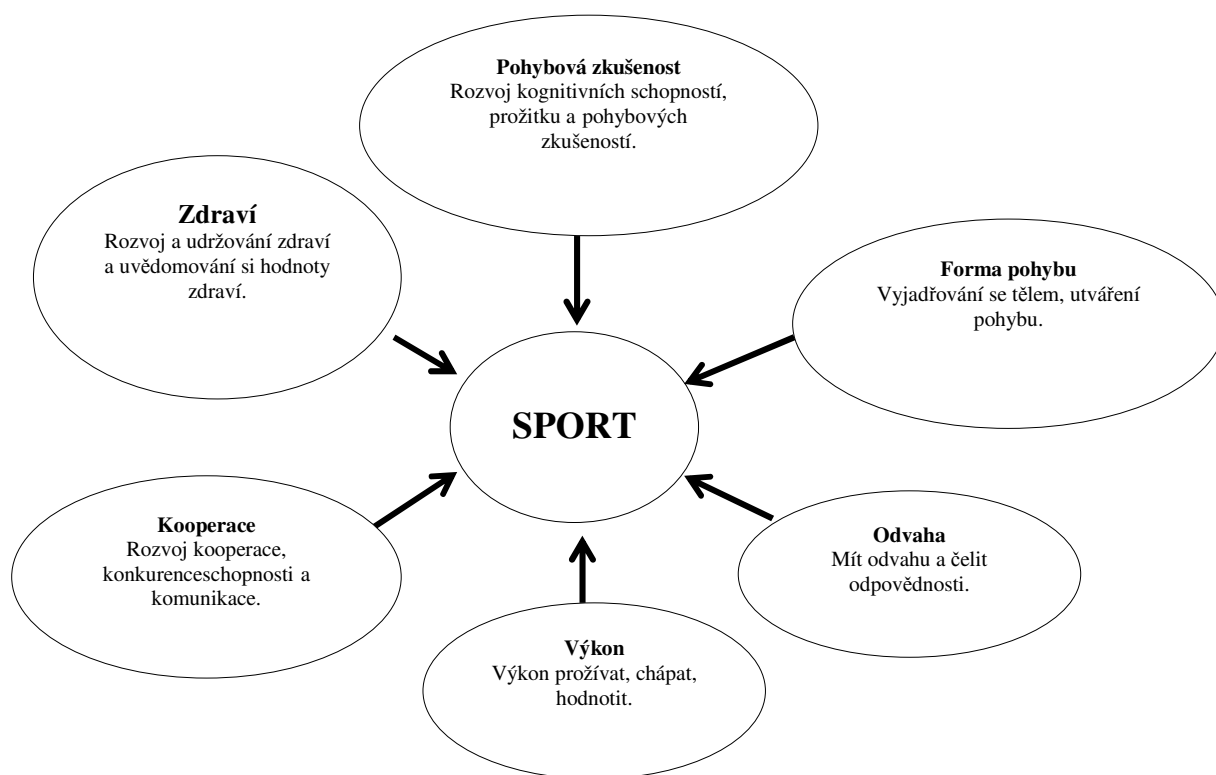 Pohybová zkušenost
Rozvoj kognitivních schopností,
prožitku a pohybových
zkušeností.
Zdraví
Rozvoj a udržování zdraví
a uvědomování si hodnoty
zdraví.
Forma pohybu
Vyjadřování se tělem, utváření
pohybu.
SPORT
Kooperace
Rozvoj kooperace,
konkurenceschopnosti a
komunikace.
Odvaha
Mít odvahu a čelit
odpovědnosti.
Výkon
Výkon prožívat, chápat,
hodnotit.